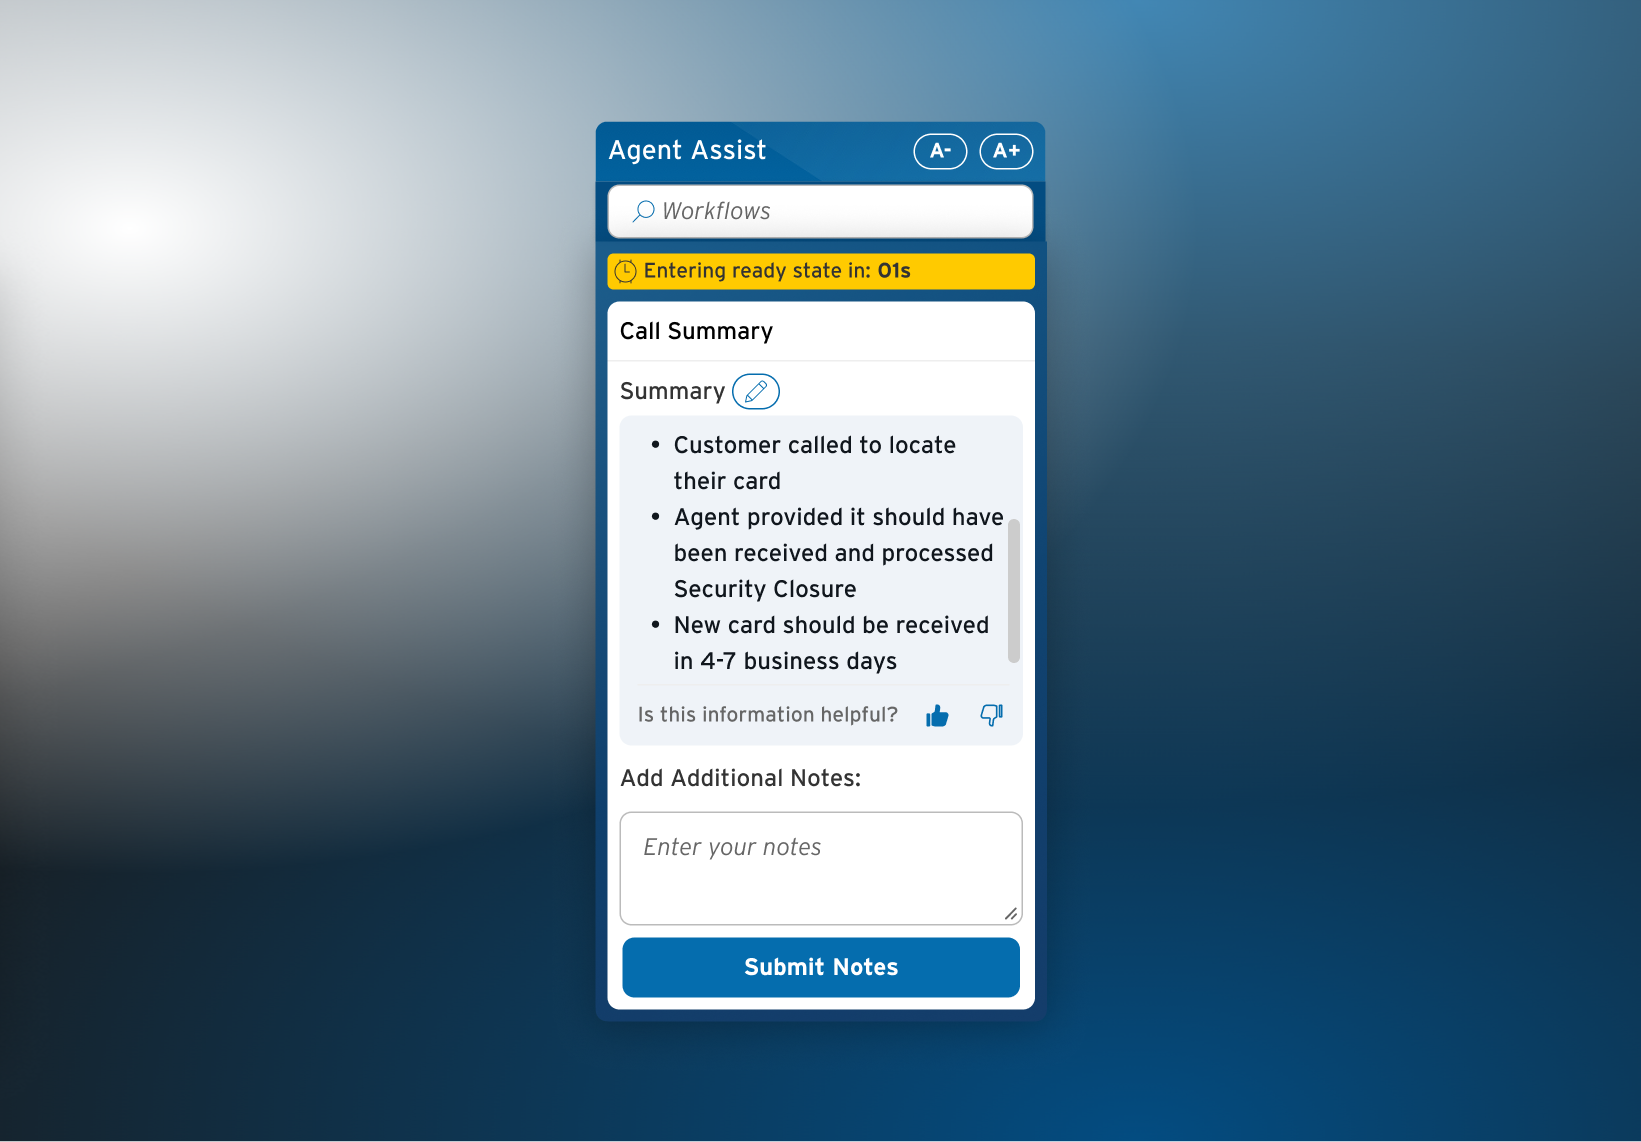 Agent Assist
A-
A+
Workflows
Entering ready state in: 01s
Call Summary
Summary
• Customer called to locate
their card
• Agent provided it should have
been received and processed
Security Closure
• New card should be received
in 4-7 business days
Is this information helpful?
Add Additional Notes:
Enter your notes
Submit Notes